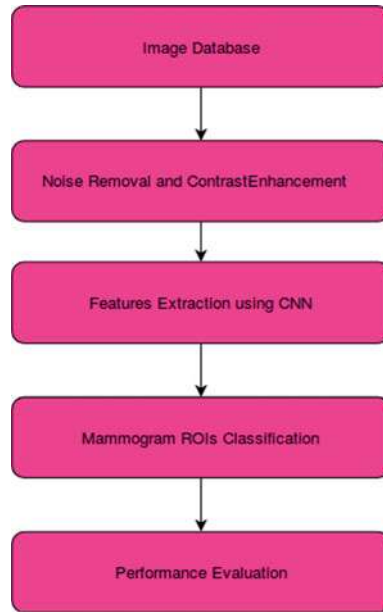 Image Database
Noise Removal and ContrastEnhancement
Features Extraction using CNN
Mammogram ROIs Classification
Performance Evaluation